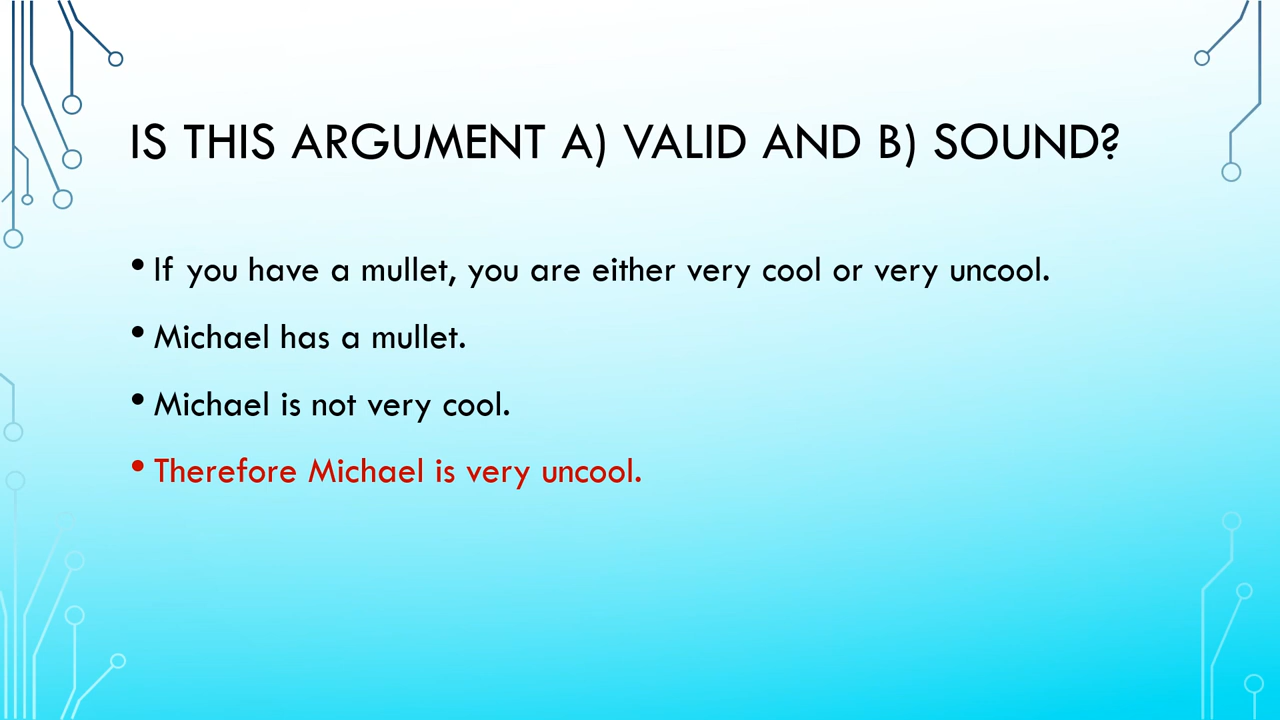 IS THIS ARGUMENT A) VALID AND B) SOUND?
• If you have a mullet, you are either very cool or very uncool.
• Michael has a mullet.
• Michael is not very cool.
• Therefore Michael is very uncool.